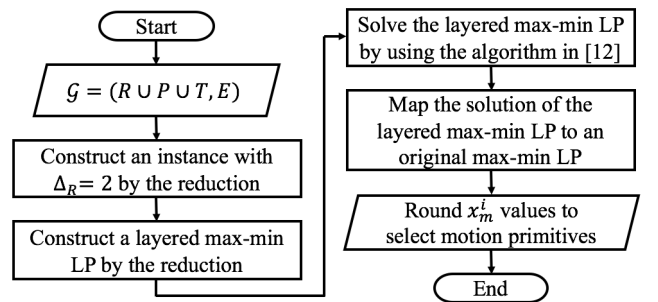 Start
𝒢 = (R ∪ P ∪ T, E)
Construct an instance with
Δ_R = 2 by the reduction
Construct a layered max-min
LP by the reduction
Solve the layered max-min LP
by using the algorithm in [12]
Map the solution of the
layered max-min LP to an
original max-min LP
Round x_m^i values to
select motion primitives
End